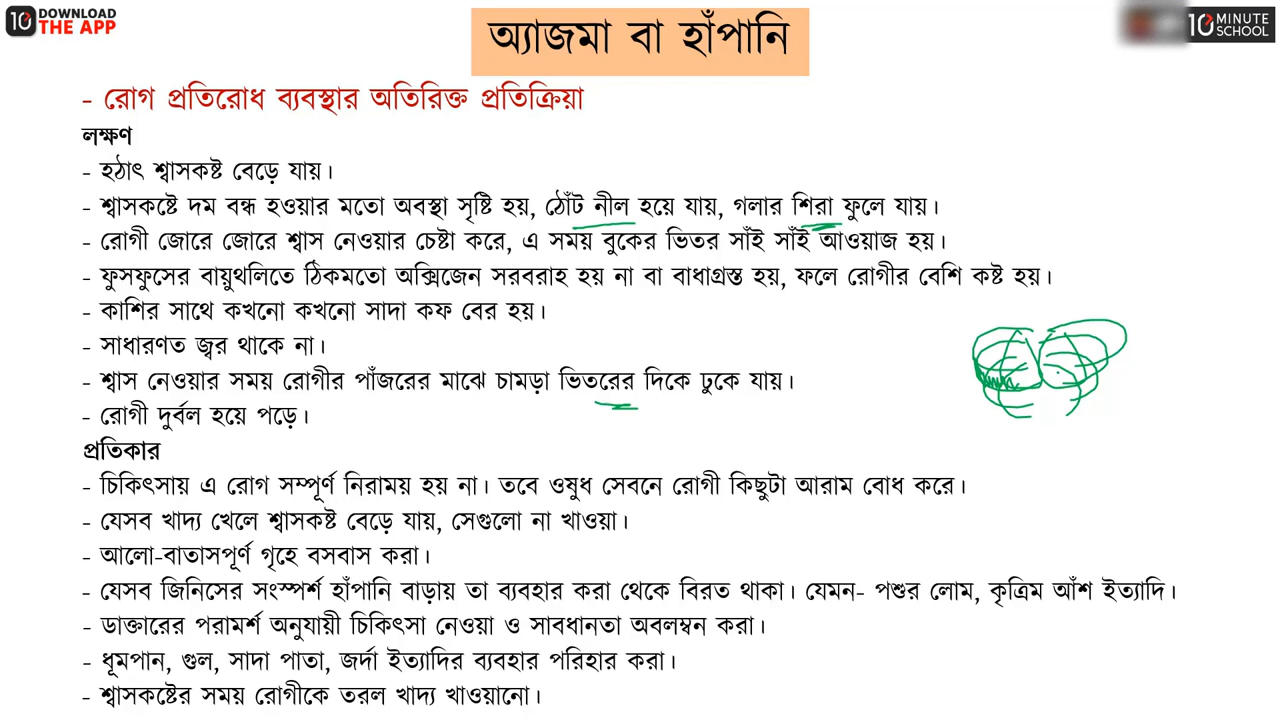 10 DOWNLOAD THE APP
অ্যাজমা বা হাঁপানি
10 MINUTE SCHOOL
- রোগ প্রতিরোধ ব্যবস্থার অতিরিক্ত প্রতিক্রিয়া
লক্ষণ
- হঠাৎ শ্বাসকষ্ট বেড়ে যায়।
- শ্বাসকষ্টে দম বন্ধ হওয়ার মতো অবস্থা সৃষ্টি হয়, ঠোঁট নীল হয়ে যায়, গলার শিরা ফুলে যায়।
- রোগী জোরে জোরে শ্বাস নেওয়ার চেষ্টা করে, এ সময় বুকের ভিতর সাঁই সাঁই আওয়াজ হয়।
- ফুসফুসের বায়ুথলিতে ঠিকমতো অক্সিজেন সরবরাহ হয় না বা বাধাগ্রস্ত হয়, ফলে রোগীর বেশি কষ্ট হয়।
- কাশির সাথে কখনো কখনো সাদা কফ বের হয়।
- সাধারণত জ্বর থাকে না।
- শ্বাস নেওয়ার সময় রোগীর পাঁজরের মাঝে চামড়া ভিতরের দিকে ঢুকে যায়।
- রোগী দুর্বল হয়ে পড়ে।
প্রতিকার
- চিকিৎসায় এ রোগ সম্পূর্ণ নিরাময় হয় না। তবে ওষুধ সেবনে রোগী কিছুটা আরাম বোধ করে।
- যেসব খাদ্য খেলে শ্বাসকষ্ট বেড়ে যায়, সেগুলো না খাওয়া।
- আলো-বাতাসপূর্ণ গৃহে বসবাস করা।
- যেসব জিনিসের সংস্পর্শ হাঁপানি বাড়ায় তা ব্যবহার করা থেকে বিরত থাকা। যেমন- পশুর লোম, কৃত্রিম আঁশ ইত্যাদি।
- ডাক্তারের পরামর্শ অনুযায়ী চিকিৎসা নেওয়া ও সাবধানতা অবলম্বন করা।
- ধূমপান, গুল, সাদা পাতা, জর্দা ইত্যাদির ব্যবহার পরিহার করা।
- শ্বাসকষ্টের সময় রোগীকে তরল খাদ্য খাওয়ানো।